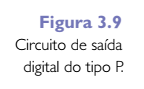 Figura 3.9
Circuito de saída
digital do tipo P.